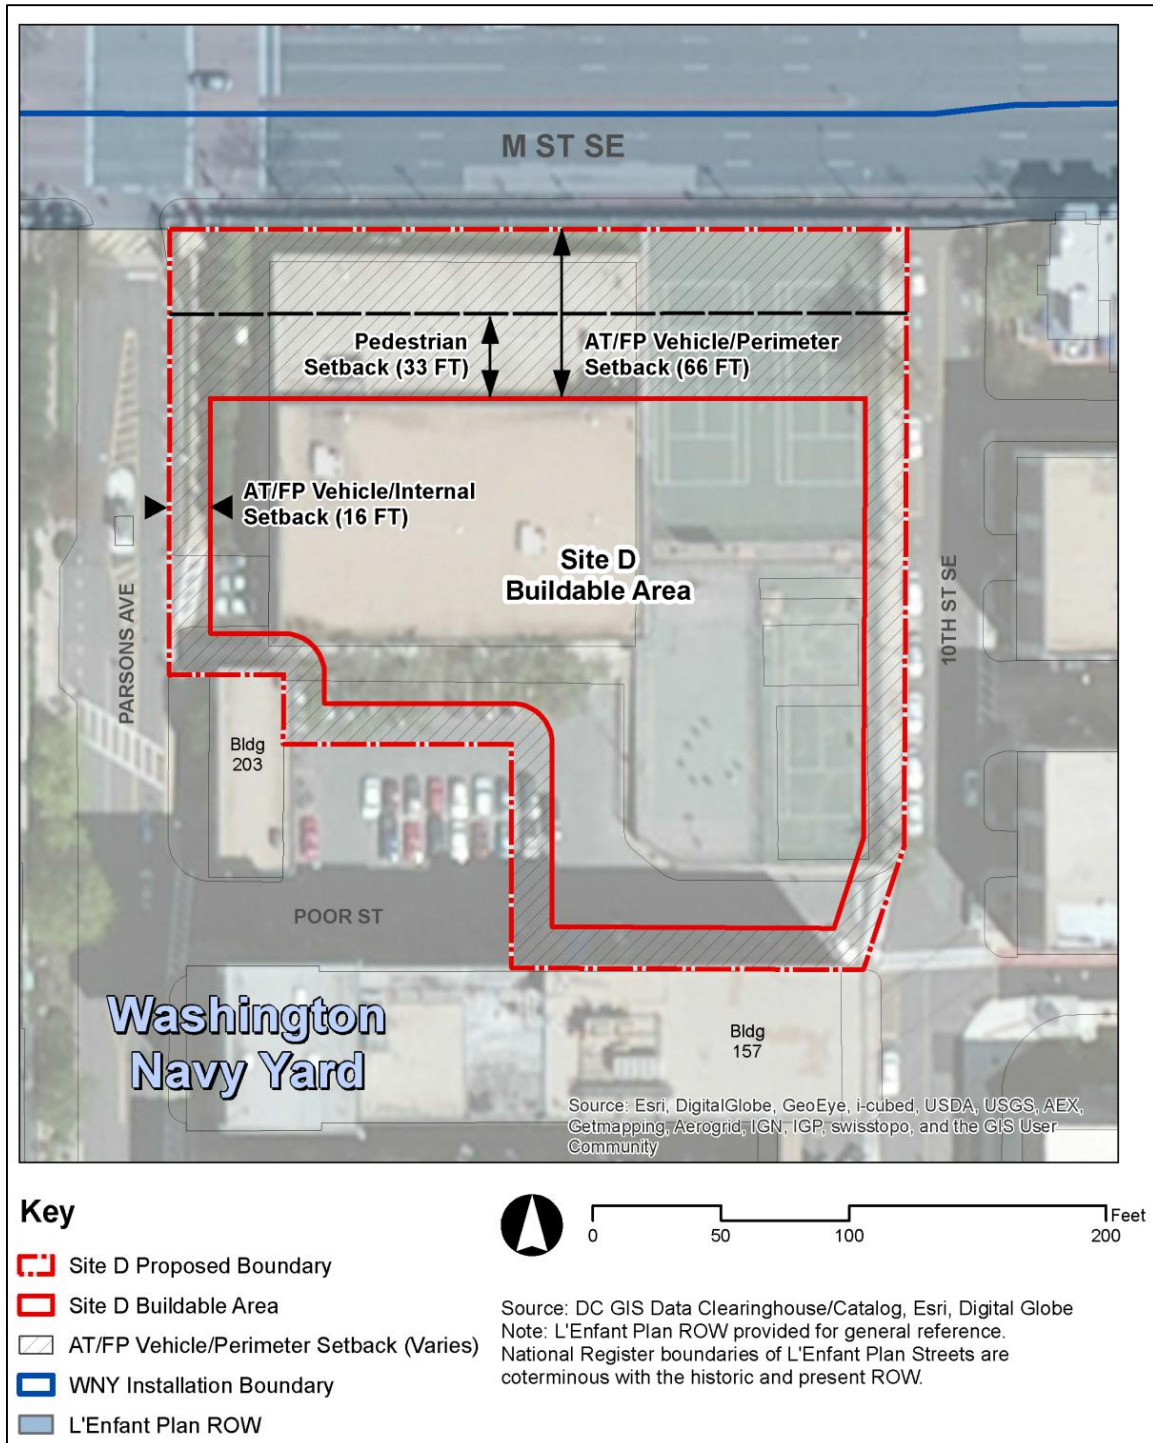 M ST SE
Pedestrian
Setback (33 FT)
AT/FP Vehicle/Perimeter
Setback (66 FT)
AT/FP Vehicle/Internal
Setback (16 FT)
Site D
Buildable Area
PARSONS AVE
10TH ST SE
Bldg
203
POOR ST
Washington
Navy Yard
Bldg
157
Source: Esri, DigitalGlobe, GeoEye, i-cubed, USDA, USGS, AEX,
Getmapping, Aerogrid, IGN, IGP, swisstopo, and the GIS User
Community
Key
Site D Proposed Boundary
Site D Buildable Area
AT/FP Vehicle/Perimeter Setback (Varies)
WNY Installation Boundary
L'Enfant Plan ROW
Feet
0 50 100 200
Source: DC GIS Data Clearinghouse/Catalog, Esri, Digital Globe
Note: L'Enfant Plan ROW provided for general reference.
National Register boundaries of L'Enfant Plan Streets are
coterminous with the historic and present ROW.